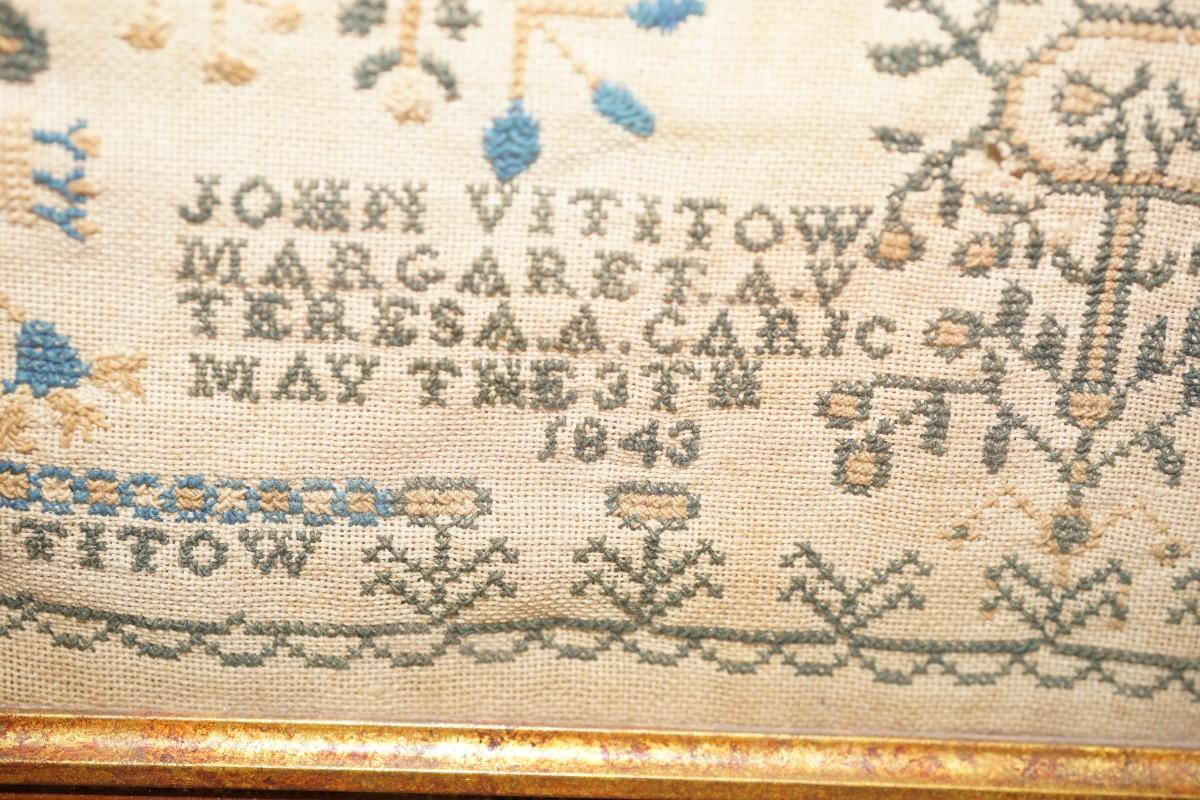 JOHN VITITOW
MARGARET.A.V
TERESA.A.CARIC
MAY THE 3TH
1843
TITOW